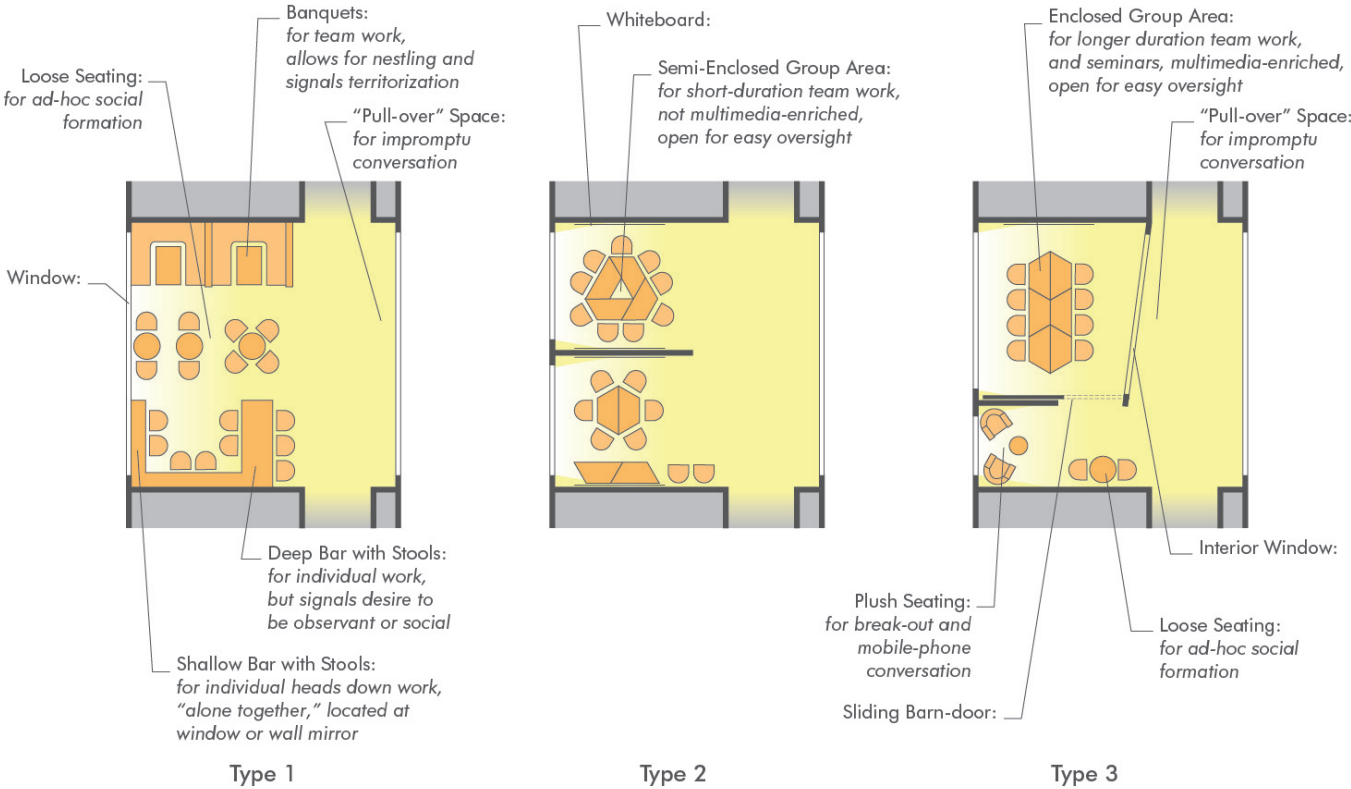 Banquets:
for team work,
allows for nestling and
signals territorization
Loose Seating:
for ad-hoc social
formation
“Pull-over” Space:
for impromptu
conversation
Window:
Deep Bar with Stools:
for individual work,
but signals desire to
be observant or social
Shallow Bar with Stools:
for individual heads down work,
“alone together,” located at
window or wall mirror
Type 1
Whiteboard:
Semi-Enclosed Group Area:
for short-duration team work,
not multimedia-enriched,
open for easy oversight
Type 2
Enclosed Group Area:
for longer duration team work,
and seminars, multimedia-enriched,
open for easy oversight
“Pull-over” Space:
for impromptu
conversation
Interior Window:
Plush Seating:
for break-out and
mobile-phone
conversation
Loose Seating:
for ad-hoc social
formation
Sliding Barn-door:
Type 3